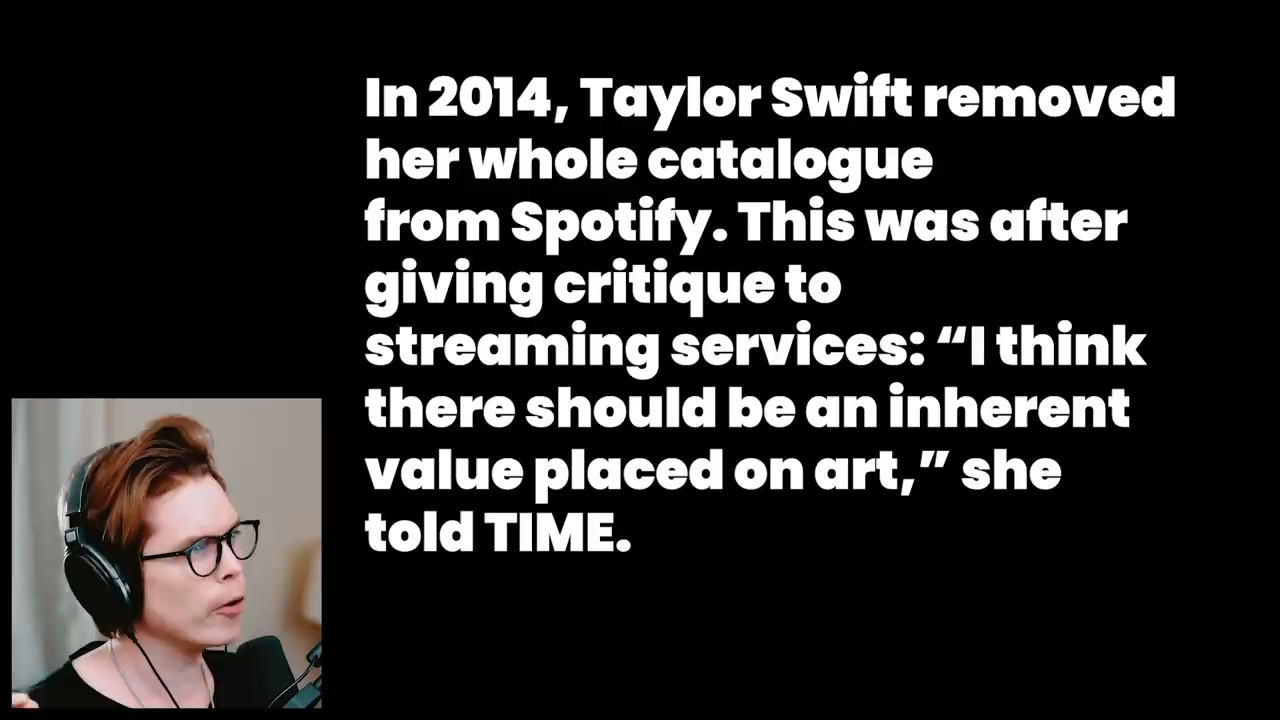 In 2014, Taylor Swift removed
her whole catalogue
from Spotify. This was after
giving critique to
streaming services: “I think
there should be an inherent
value placed on art,” she
told TIME.